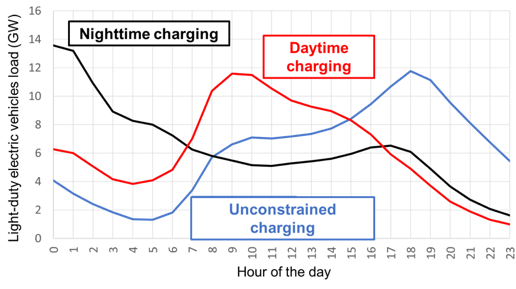 Light-duty electric vehicles load (GW)
16
14
12
10
8
6
4
2
0
Nighttime charging
Daytime
charging
Unconstrained
charging
0 1 2 3 4 5 6 7 8 9 10 11 12 13 14 15 16 17 18 19 20 21 22 23
Hour of the day